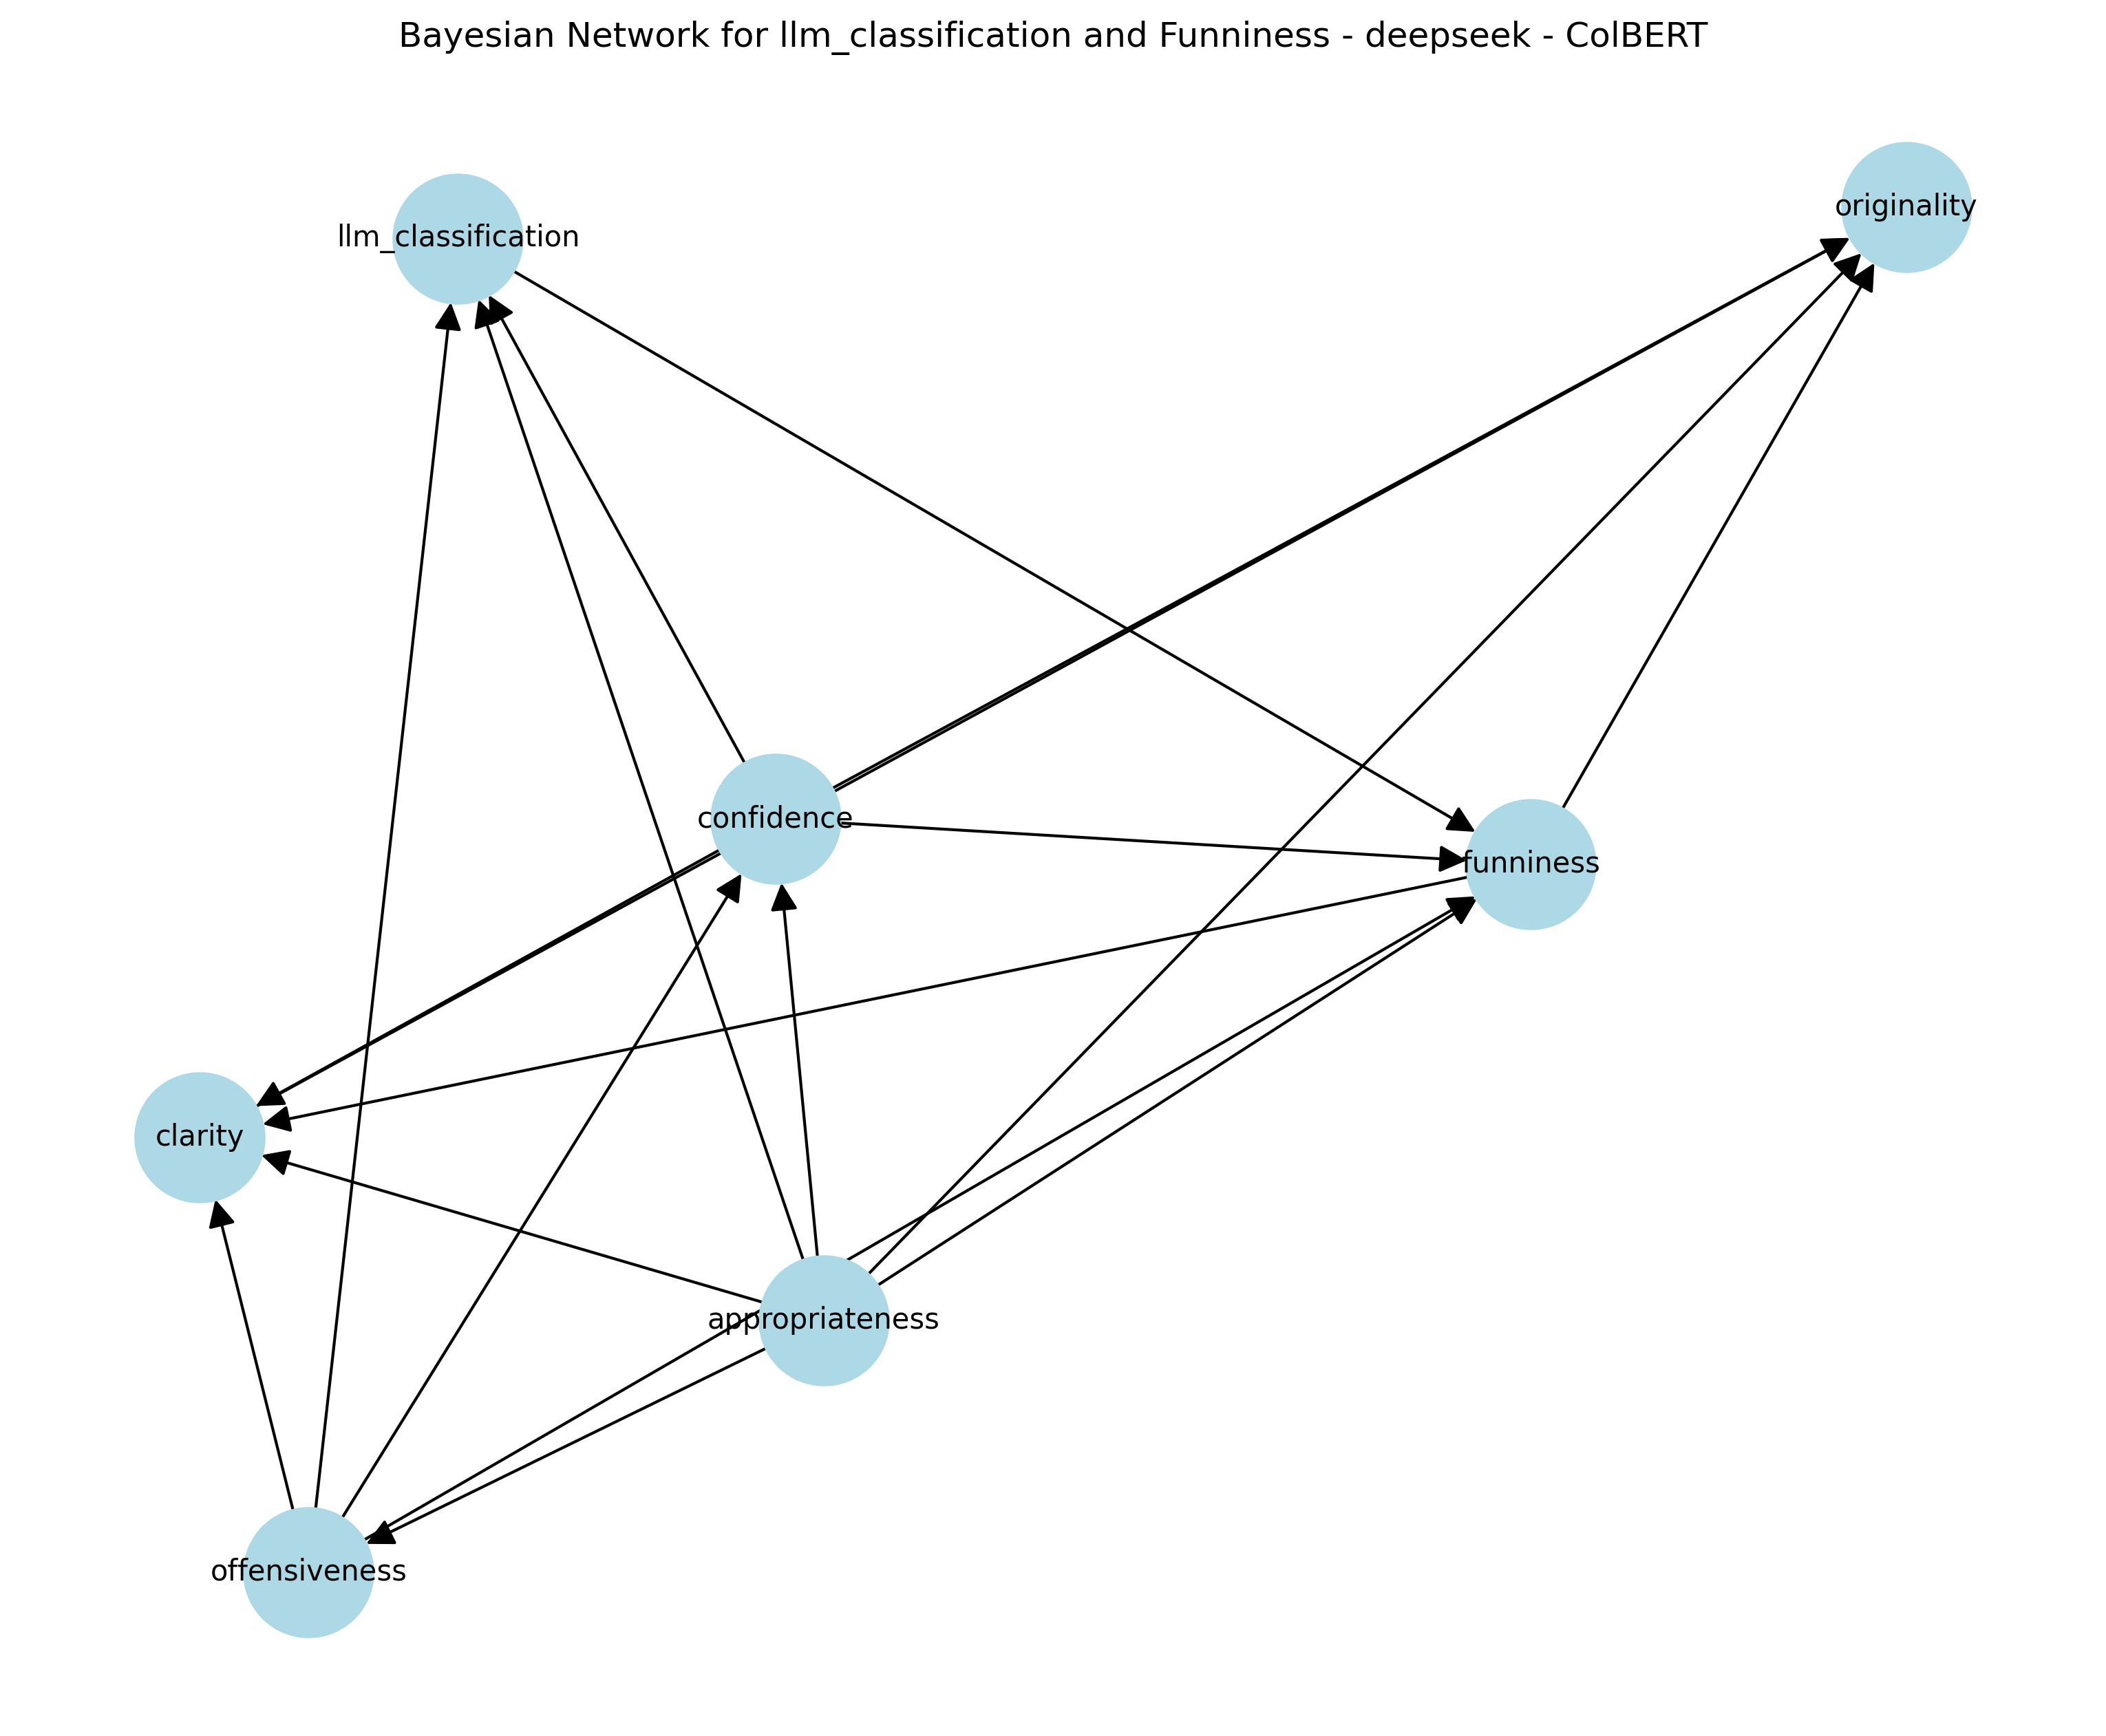 Bayesian Network for llm_classification and Funniness - deepseek - ColBERT
originality
llm_classification
confidence
funniness
clarity
appropriateness
offensiveness